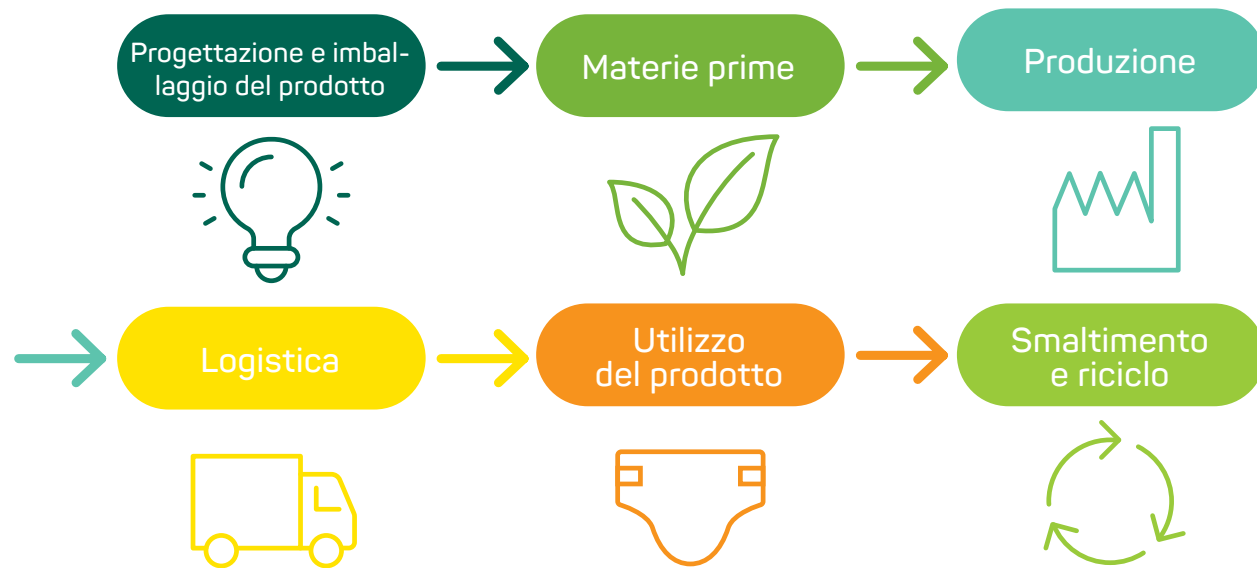 Progettazione e imbal-
laggio del prodotto
Materie prime
Produzione
Logistica
Utilizzo
del prodotto
Smaltimento
e riciclo